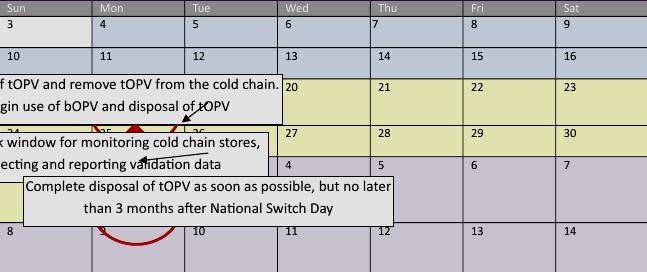 Sun Mon Tue Wed Thu Fri Sat
3 4 5 6 7 8 9
10 11 12 13 14 15 16
f tOPV and remove tOPV from the cold chain.
gin use of bOPV and disposal of tOPV
20 21 22 23
24 25 26 27 28 29 30
k window for monitoring cold chain stores,
ecting and reporting validation data
4 5 6 7
Complete disposal of tOPV as soon as possible, but no later
than 3 months after National Switch Day
8 9 10 11 12 13 14